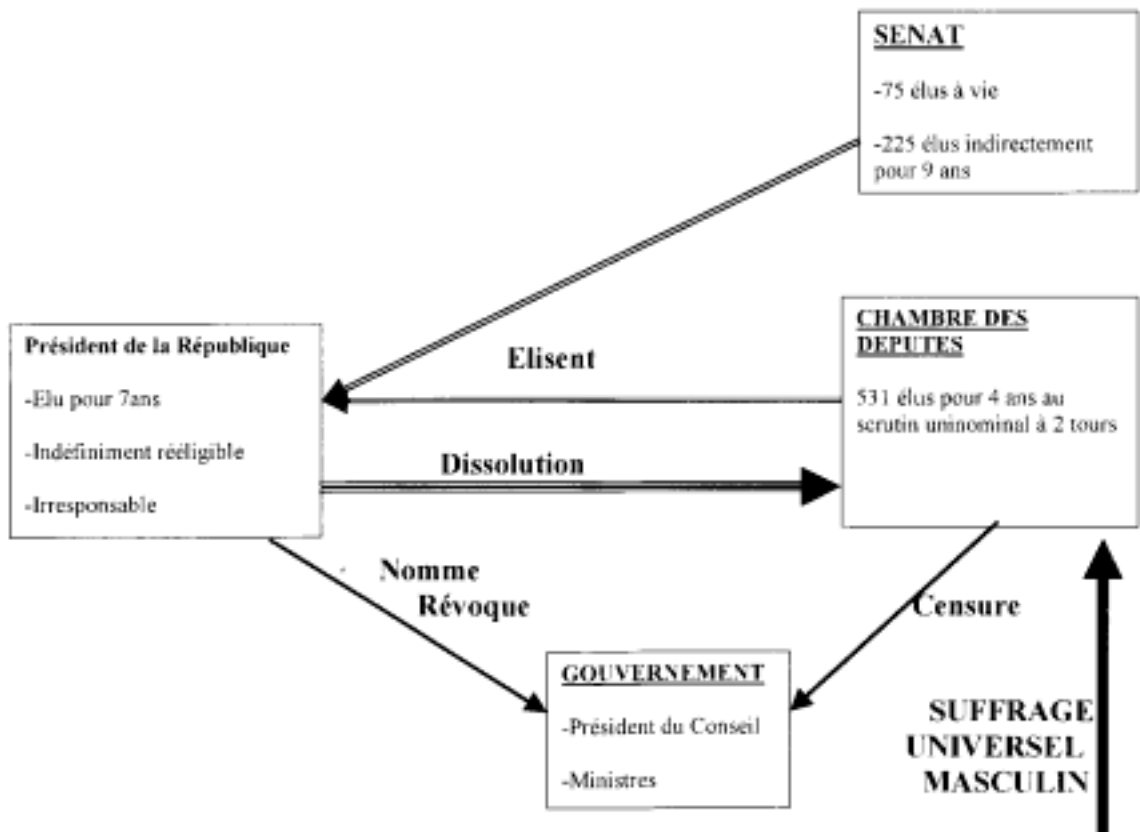 SENAT
-75 élus à vie
-225 élus indirectement
pour 9 ans
Président de la République
-Elu pour 7ans
-Indéfiniment rééligible
-Irresponsable
Elisent
Dissolution
CHAMBRE DES
DEPUTES
531 élus pour 4 ans au
scrutin uninominal à 2 tours
Nomme
Révoque
Censure
GOUVERNEMENT
-Président du Conseil
-Ministres
SUFFRAGE
UNIVERSEL
MASCULIN